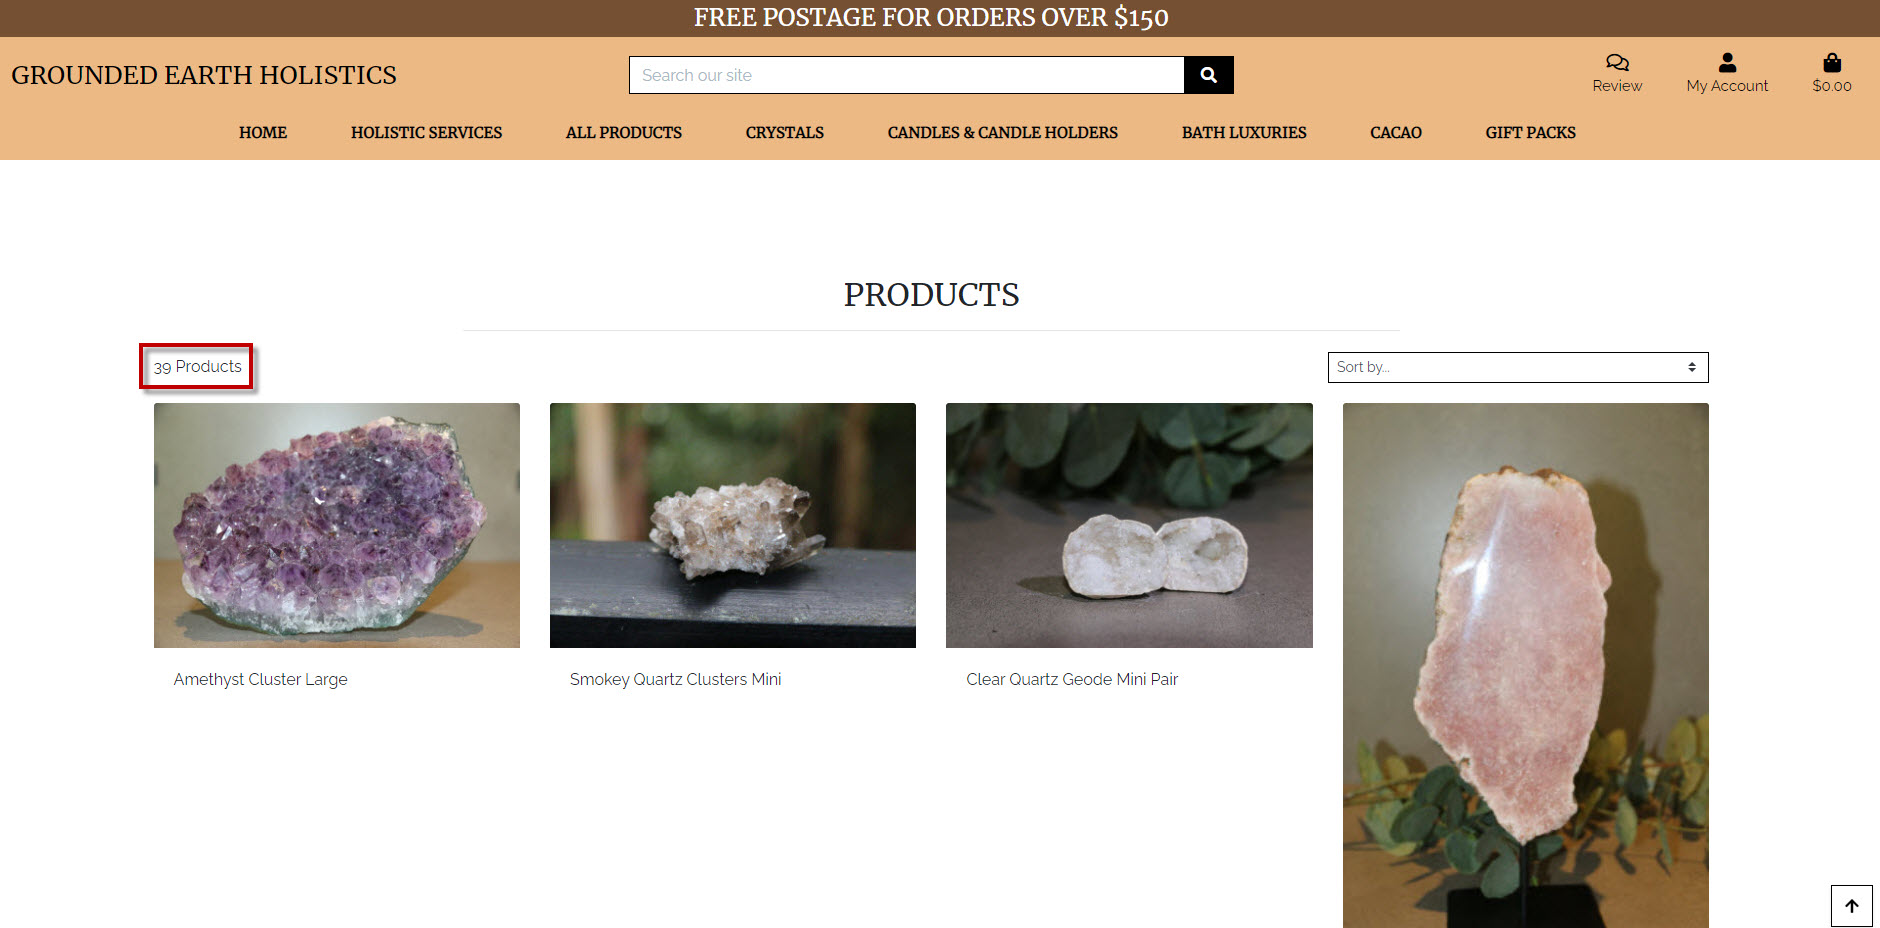 FREE POSTAGE FOR ORDERS OVER $150
GROUNDED EARTH HOLISTICS
Search our site
Review
My Account
$0.00
HOME
HOLISTIC SERVICES
ALL PRODUCTS
CRYSTALS
CANDLES & CANDLE HOLDERS
BATH LUXURIES
CACAO
GIFT PACKS
PRODUCTS
39 Products
Sort by...
Amethyst Cluster Large
Smokey Quartz Clusters Mini
Clear Quartz Geode Mini Pair